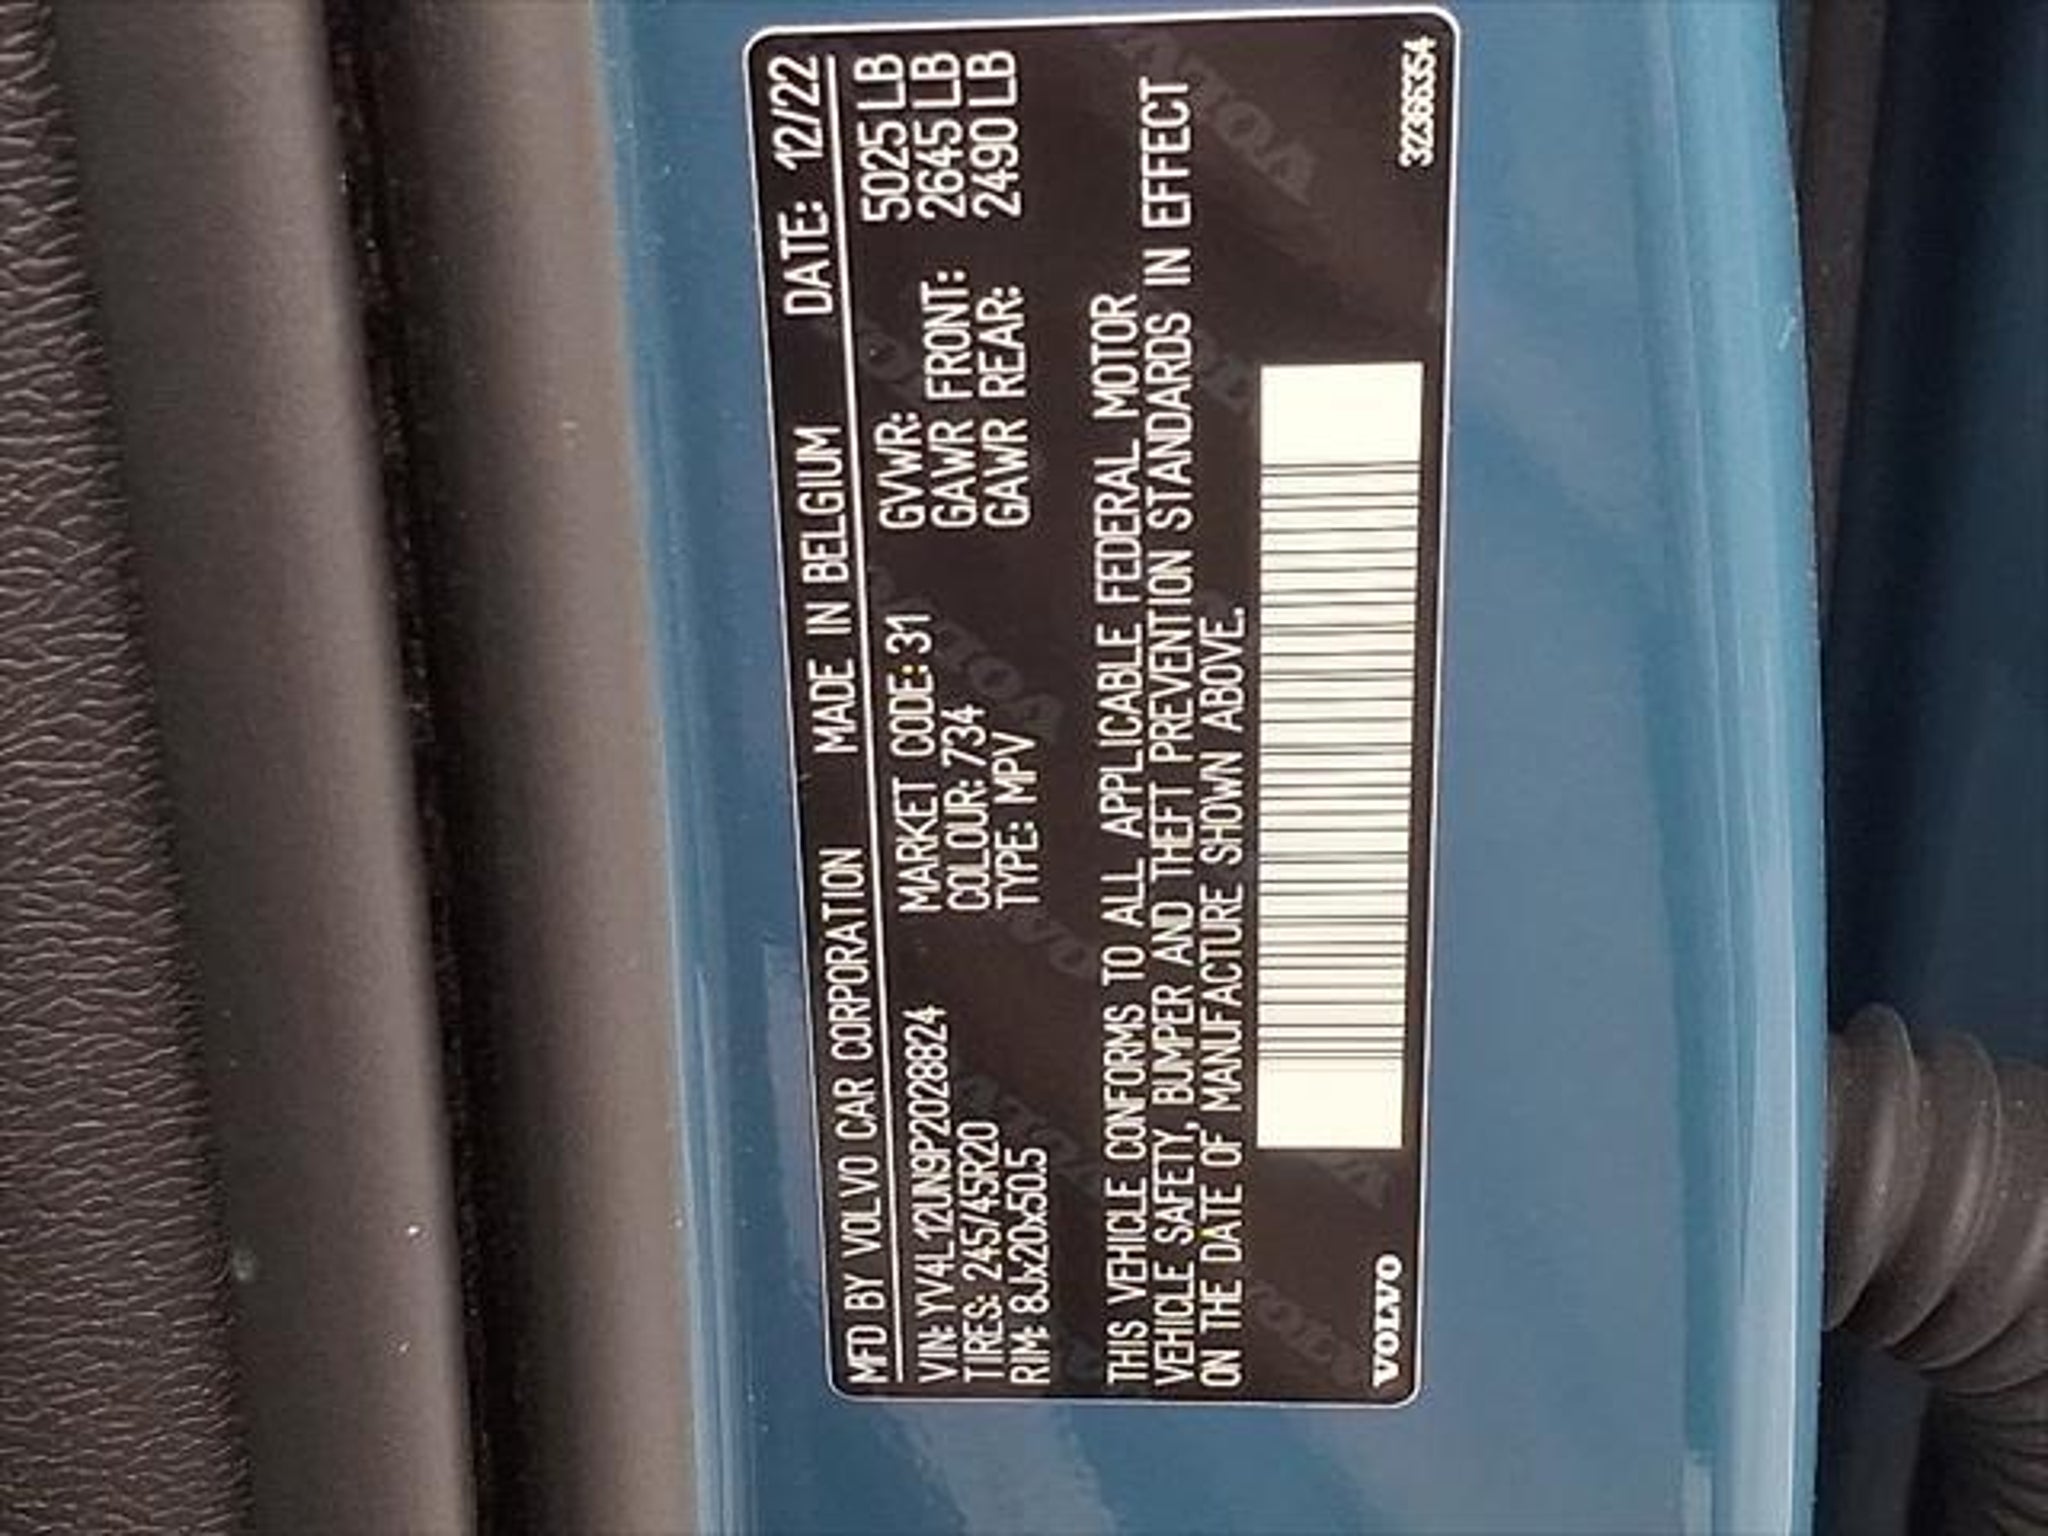 MFD BY VOLVO CAR CORPORATION MADE IN BELGIUM DATE: 12/22
VIN: YV4L12UN9P2028824 MARKET CODE: 31 GVWR: 5025 LB
TIRES: 245/45R20 COLOUR: 734 GAWR FRONT: 2645 LB
RIM: 8Jx20x50.5 TYPE: MPV GAWR REAR: 2490 LB
THIS VEHICLE CONFORMS TO ALL APPLICABLE FEDERAL MOTOR
VEHICLE SAFETY, BUMPER AND THEFT PREVENTION STANDARDS IN EFFECT
ON THE DATE OF MANUFACTURE SHOWN ABOVE.
VOLVO 32366354